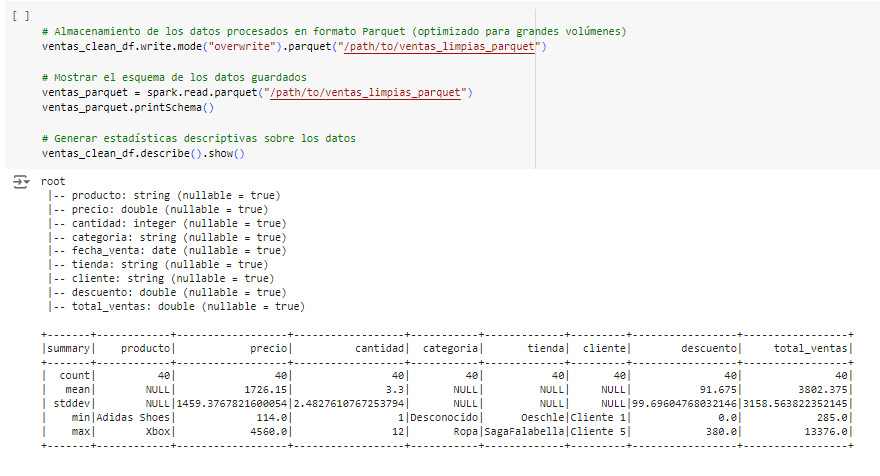 [ ]
# Almacenamiento de los datos procesados en formato Parquet (optimizado para grandes volúmenes)
ventas_clean_df.write.mode("overwrite").parquet("/path/to/ventas_limpias_parquet")
# Mostrar el esquema de los datos guardados
ventas_parquet = spark.read.parquet("/path/to/ventas_limpias_parquet")
ventas_parquet.printSchema()
# Generar estadísticas descriptivas sobre los datos
ventas_clean_df.describe().show()
root
 |-- producto: string (nullable = true)
 |-- precio: double (nullable = true)
 |-- cantidad: integer (nullable = true)
 |-- categoria: string (nullable = true)
 |-- fecha_venta: date (nullable = true)
 |-- tienda: string (nullable = true)
 |-- cliente: string (nullable = true)
 |-- descuento: double (nullable = true)
 |-- total_ventas: double (nullable = true)
+-------+------------+------------------+------------------+-----------+-------------+---------+-----------------+-----------------+
|summary|    producto|            precio|          cantidad|  categoria|       tienda|  cliente|        descuento|     total_ventas|
+-------+------------+------------------+------------------+-----------+-------------+---------+-----------------+-----------------+
|  count|          40|                40|                40|         40|           40|       40|               40|               40|
|   mean|        NULL|           1726.15|               3.3|       NULL|         NULL|     NULL|           91.675|         3802.375|
| stddev|        NULL|1459.3767821600054|2.4827610767253794|       NULL|         NULL|     NULL|99.69604768032146|3158.563822352145|
|    min|Adidas Shoes|             114.0|                 1|Desconocido|       Oeschle|Cliente 1|              0.0|            285.0|
|    max|        Xbox|            4560.0|                12|       Ropa|SagaFalabella|Cliente 5|            380.0|          13376.0|
+-------+------------+------------------+------------------+-----------+-------------+---------+-----------------+-----------------+